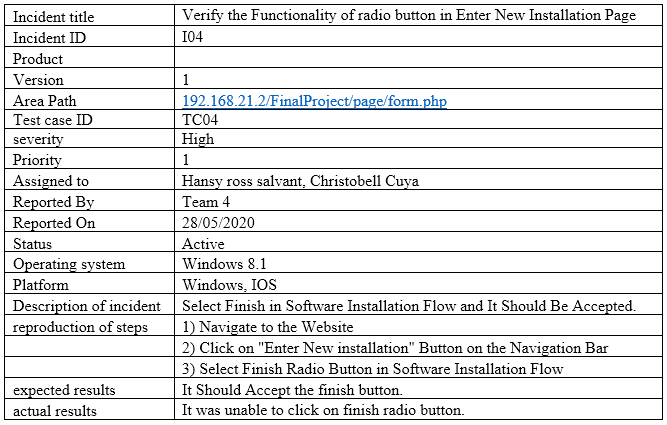 Incident title Verify the Functionality of radio button in Enter New Installation Page
Incident ID I04
Product
Version 1
Area Path 192.168.21.2/FinalProject/page/form.php
Test case ID TC04
severity High
Priority 1
Assigned to Hansy ross salvant, Christobell Cuya
Reported By Team 4
Reported On 28/05/2020
Status Active
Operating system Windows 8.1
Platform Windows, IOS
Description of incident Select Finish in Software Installation Flow and It Should Be Accepted.
reproduction of steps 1) Navigate to the Website
2) Click on "Enter New installation" Button on the Navigation Bar
3) Select Finish Radio Button in Software Installation Flow
expected results It Should Accept the finish button.
actual results It was unable to click on finish radio button.